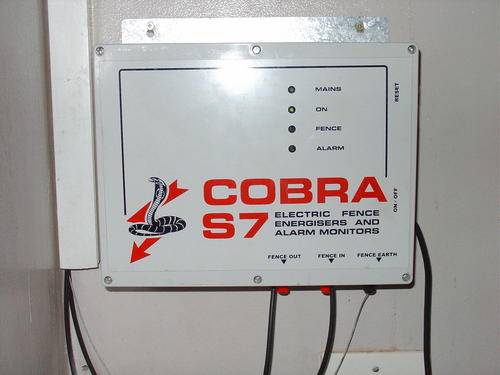 MAINS
ON
FENCE
ALARM
RESET
ON / OFF
COBRA
S7
ELECTRIC FENCE
ENERGISERS AND
ALARM MONITORS
FENCE OUT
FENCE IN
FENCE EARTH